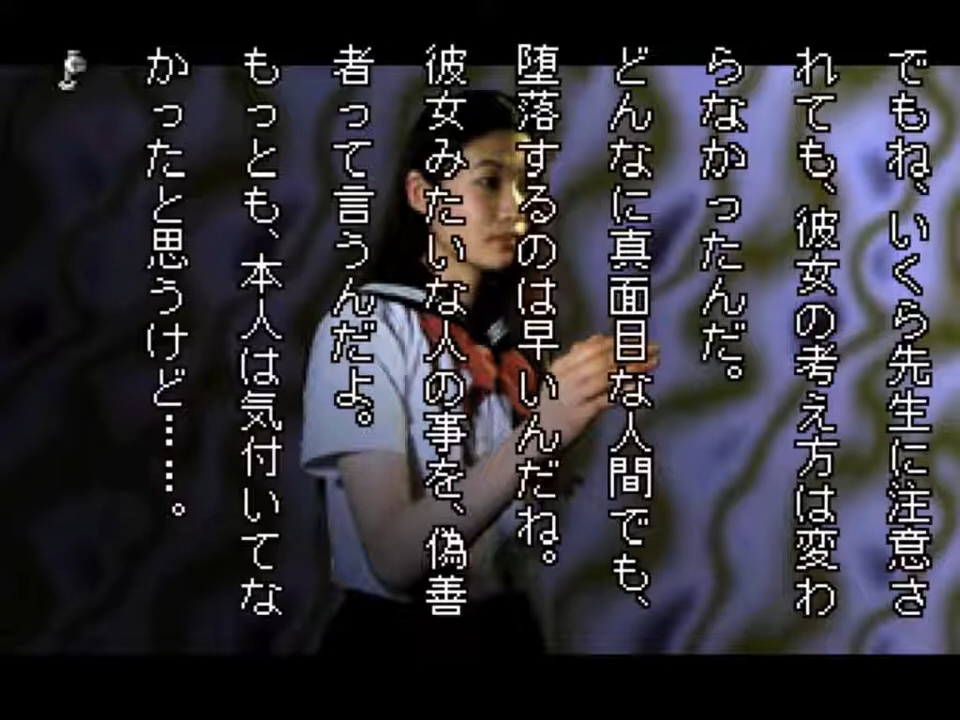 でもね、いくら先生に注意さ
れても、彼女の考え方は変わ
らなかったんだ。
どんなに真面目な人間でも、
堕落するのは早いんだね。
彼女みたいな人の事を、偽善
者って言うんだよ。
もっとも、本人は気付いてな
かったと思うけど……。